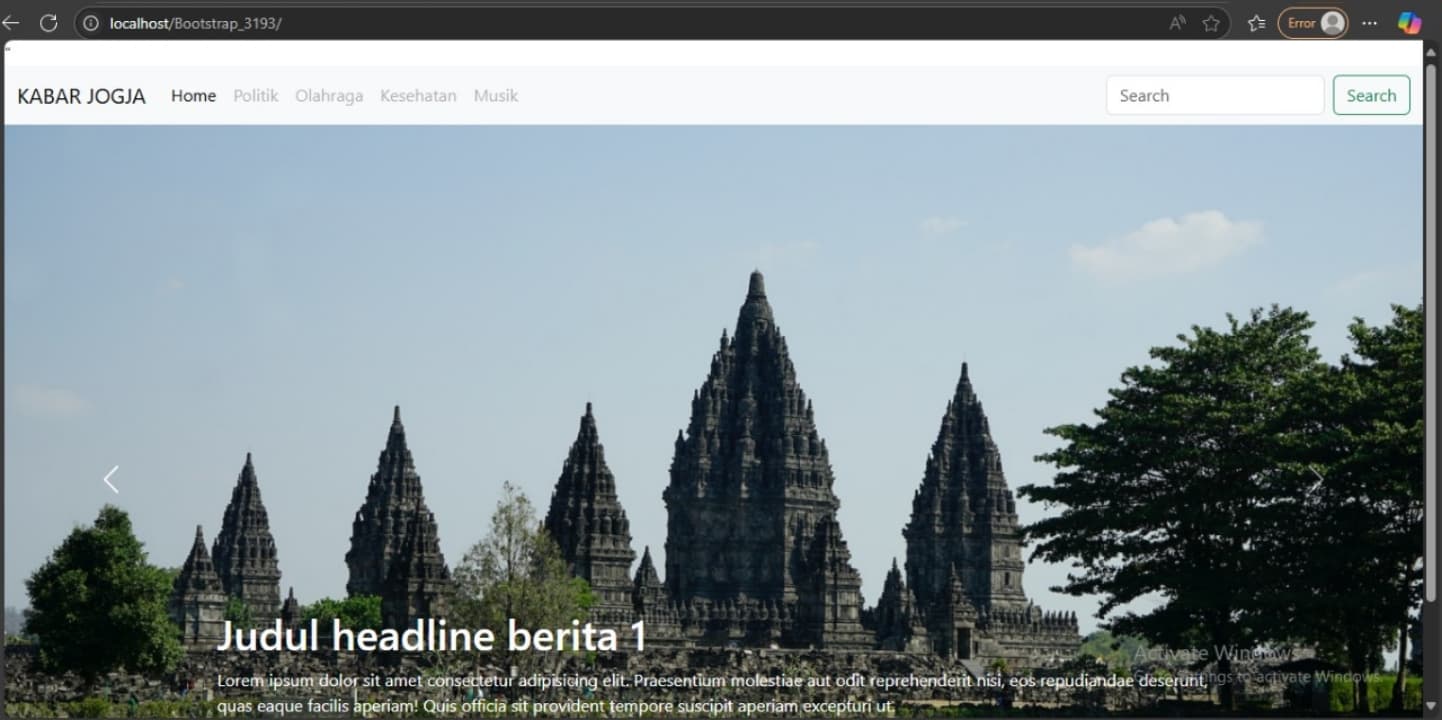 localhost/Bootstrap_3193/
Error
"
KABAR JOGJA Home Politik Olahraga Kesehatan Musik Search Search
Judul headline berita 1
Lorem ipsum dolor sit amet consectetur adipisicing elit. Praesentium molestiae aut odit reprehenderit nisi, eos repudiandae deserunt,
quas eaque facilis aperiam! Quis officia sit provident tempore suscipit aperiam excepturi ut.
Activate Windows
to activate Windows.